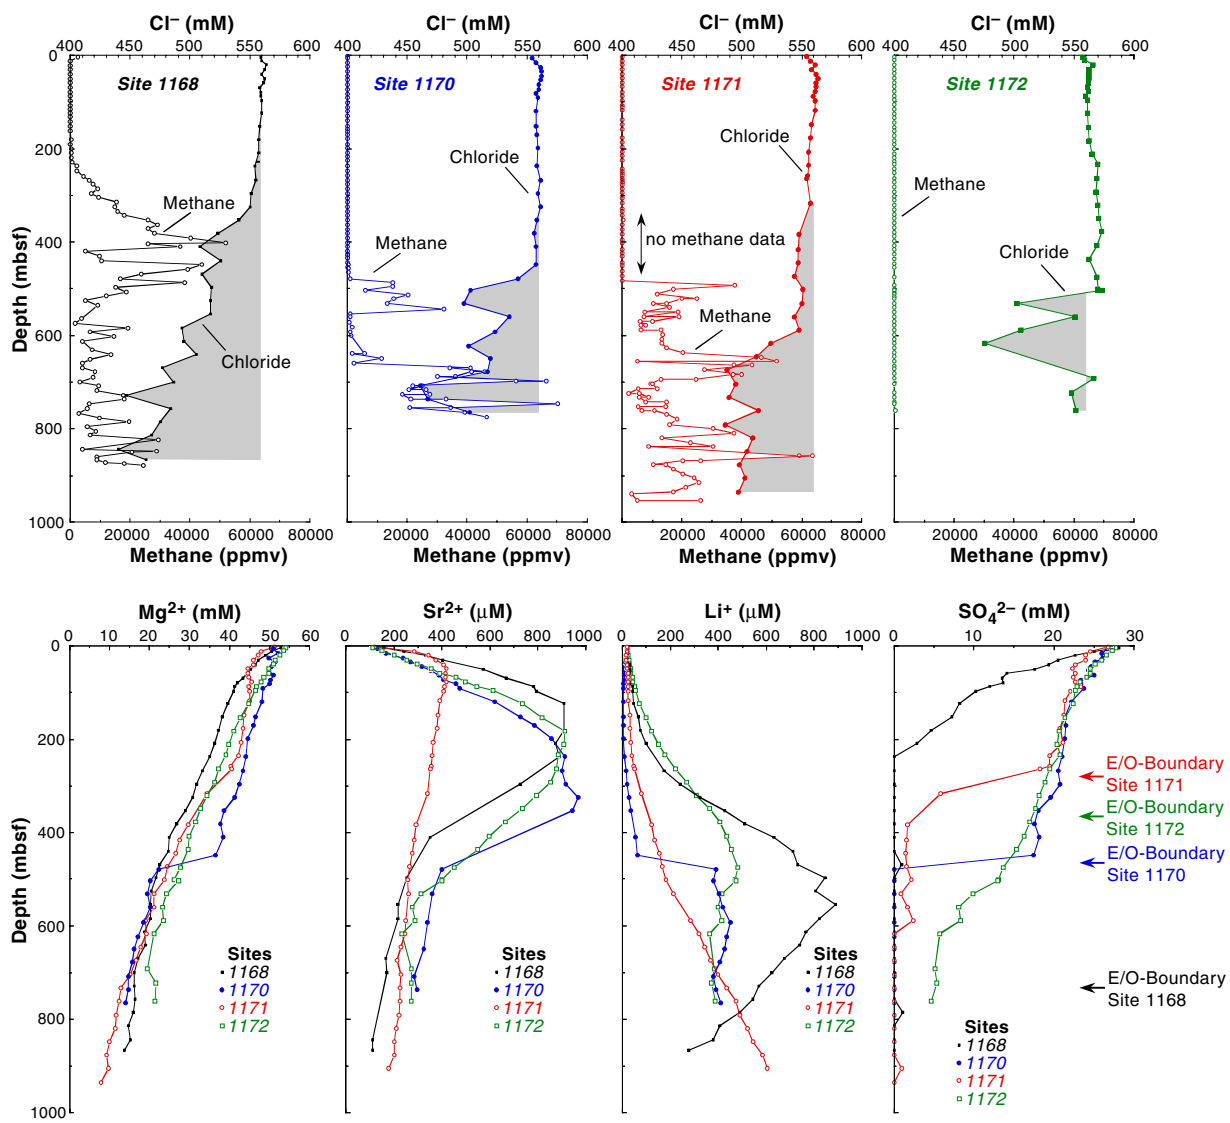 Cl⁻ (mM) Cl⁻ (mM) Cl⁻ (mM) Cl⁻ (mM)
400 450 500 550 600 400 450 500 550 600 400 450 500 550 600 400 450 500 550 600
0
Site 1168 Site 1170 Site 1171 Site 1172
200
400
600
800
1000
Depth (mbsf)
Methane
Chloride
Chloride
Methane
Chloride
no methane data
Methane
Methane
Chloride
0 20000 40000 60000 80000 20000 40000 60000 80000 20000 40000 60000 80000 20000 40000 60000 80000
Methane (ppmv) Methane (ppmv) Methane (ppmv) Methane (ppmv)
Mg²⁺ (mM) Sr²⁺ (µM) Li⁺ (µM) SO₄²⁻ (mM)
0 10 20 30 40 50 60 0 200 400 600 800 1000 0 200 400 600 800 1000 0 10 20 30
0
200
400
600
800
1000
Depth (mbsf)
Sites
1168
1170
1171
1172
Sites
1168
1170
1171
1172
Sites
1168
1170
1171
1172
Sites
1168
1170
1171
1172
E/O-Boundary
Site 1171
E/O-Boundary
Site 1172
E/O-Boundary
Site 1170
E/O-Boundary
Site 1168